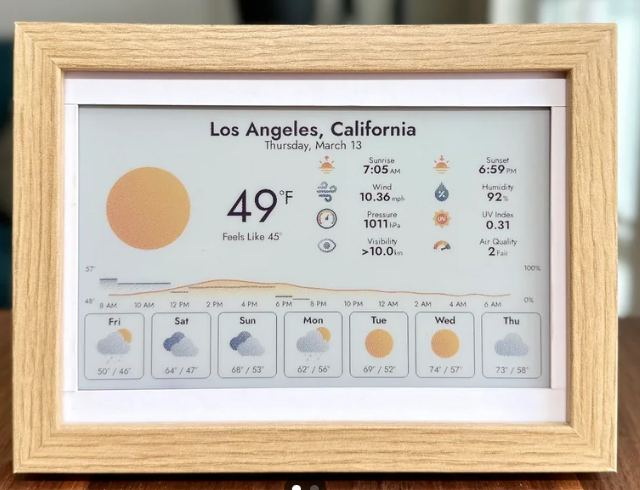 Los Angeles, California
Thursday, March 13
49°F
Feels Like 45°
Sunrise
7:05 AM
Sunset
6:59 PM
Wind
10.36 mph
Humidity
92%
Pressure
1011 hPa
UV Index
0.31
UV
Visibility
>10.0 km
Air Quality
2 Fair
57°
100%
48°
0%
8 AM 10 AM 12 PM 2 PM 4 PM 6 PM 8 PM 10 PM 12 AM 2 AM 4 AM 6 AM
Fri Sat Sun Mon Tue Wed Thu
50° / 46° 64° / 47° 68° / 53° 62° / 56° 69° / 52° 74° / 57° 73° / 58°